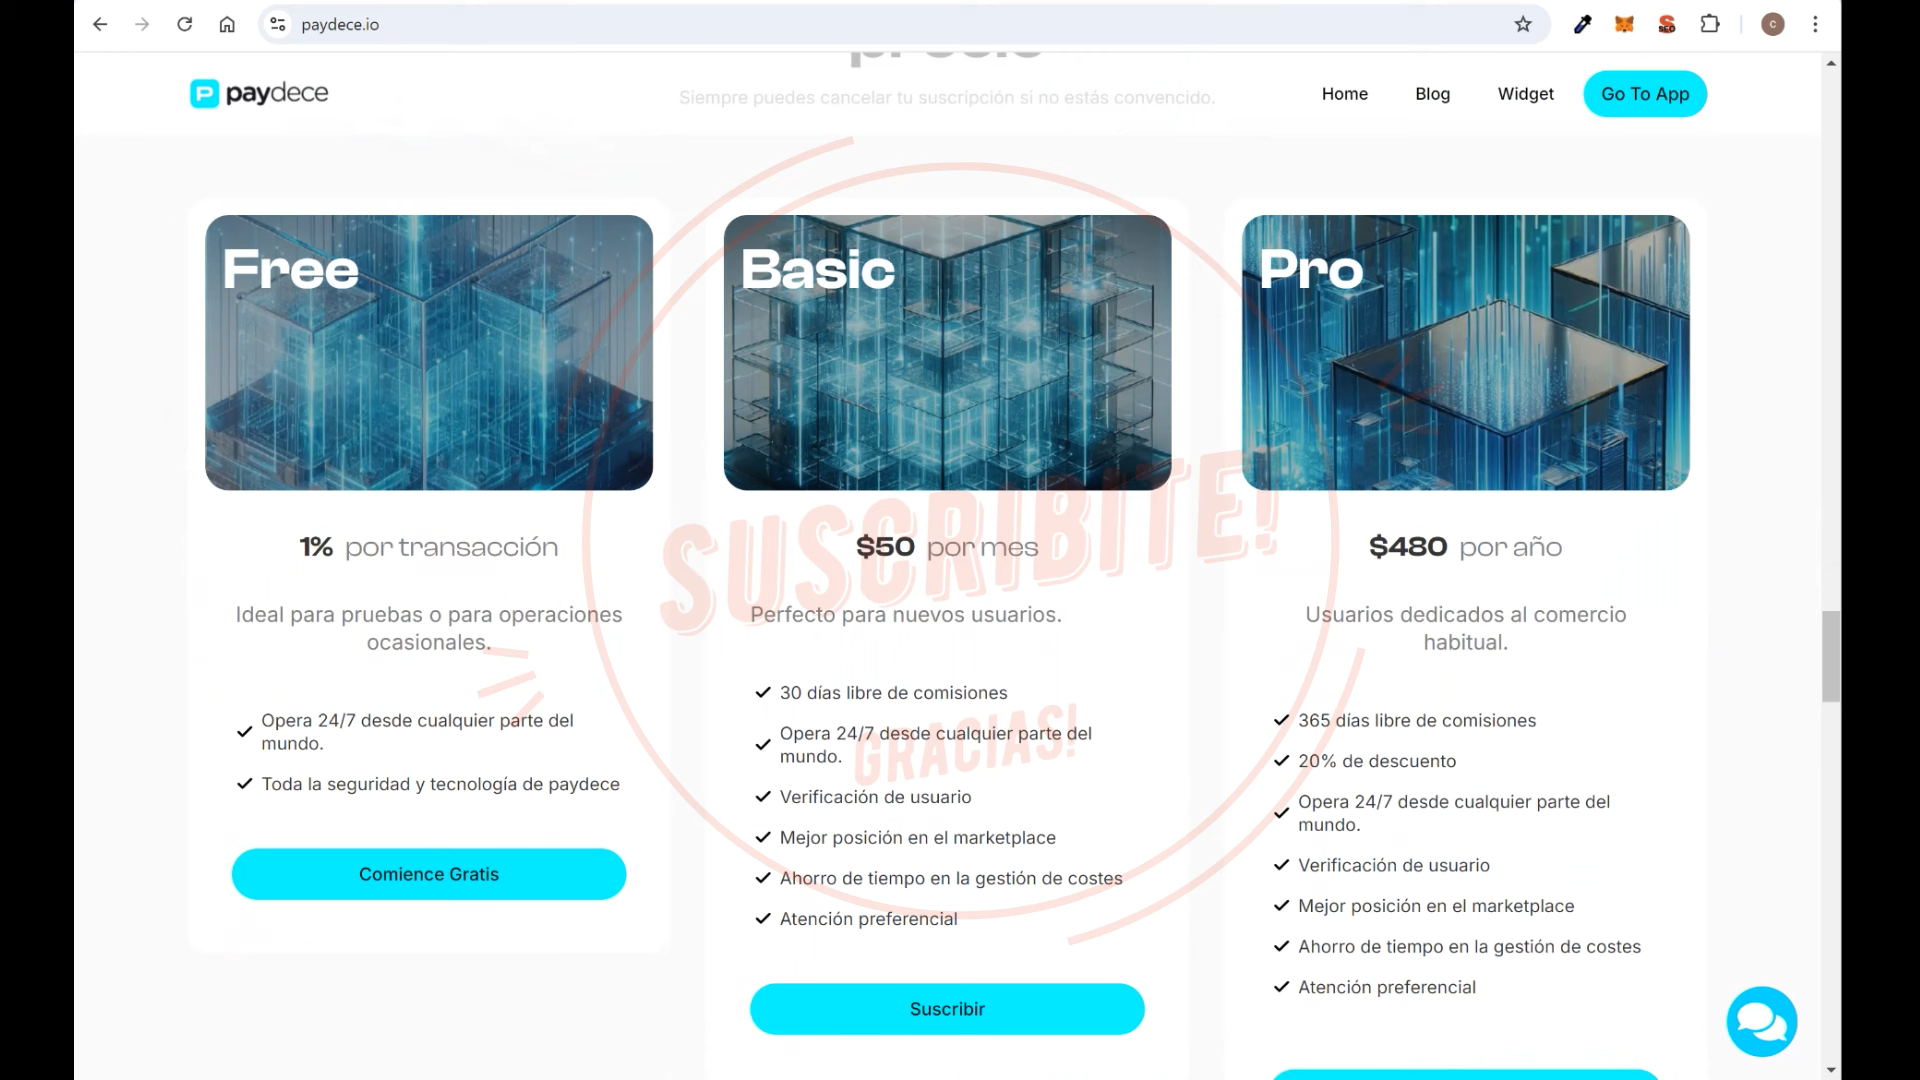 paydece.io
SEO
C
Siempre puedes cancelar tu suscripción si no estás convencido.
P paydece
Home
Blog
Widget
Go To App
Free
Basic
Pro
1% por transacción
Ideal para pruebas o para operaciones
ocasionales.
Opera 24/7 desde cualquier parte del
mundo.
Toda la seguridad y tecnología de paydece
Comience Gratis
$50 por mes
Perfecto para nuevos usuarios.
30 días libre de comisiones
Opera 24/7 desde cualquier parte del
mundo.
Verificación de usuario
Mejor posición en el marketplace
Ahorro de tiempo en la gestión de costes
Atención preferencial
Suscribir
$480 por año
Usuarios dedicados al comercio
habitual.
365 días libre de comisiones
20% de descuento
Opera 24/7 desde cualquier parte del
mundo.
Verificación de usuario
Mejor posición en el marketplace
Ahorro de tiempo en la gestión de costes
Atención preferencial
SUSCRIBITE!
GRACIAS!